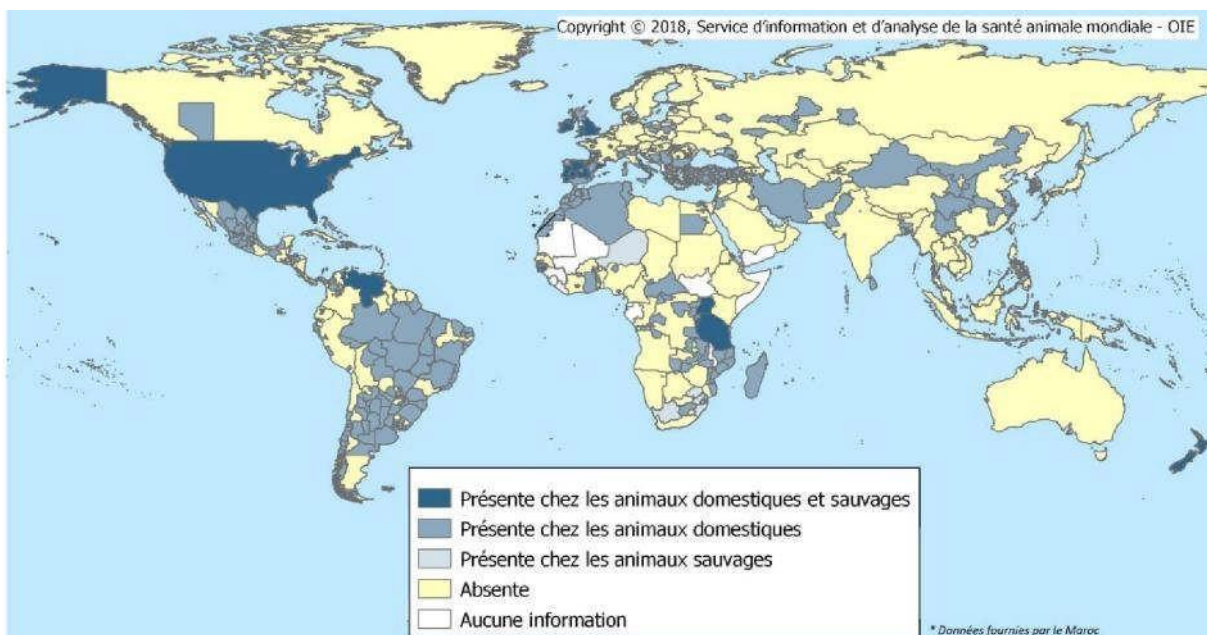 Copyright © 2018, Service d'information et d'analyse de la santé animale mondiale - OIE
Présente chez les animaux domestiques et sauvages
Présente chez les animaux domestiques
Présente chez les animaux sauvages
Absente
Aucune information
* Données fournies par le Maroc